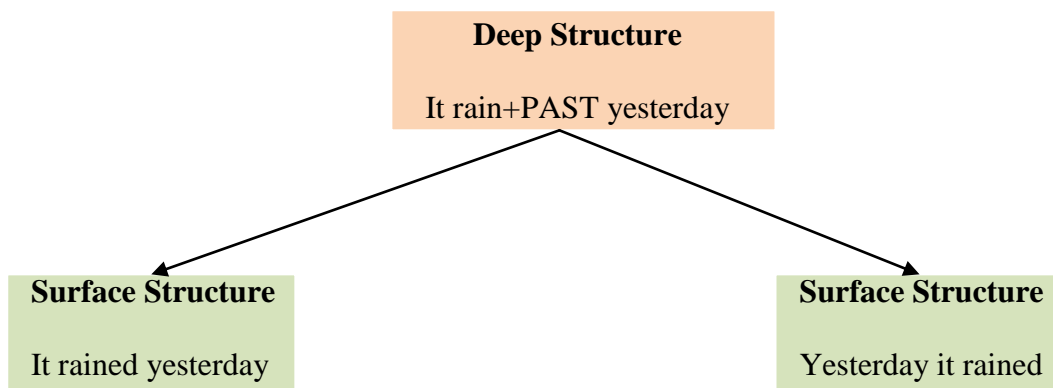 Deep Structure
It rain+PAST yesterday
Surface Structure
It rained yesterday
Surface Structure
Yesterday it rained